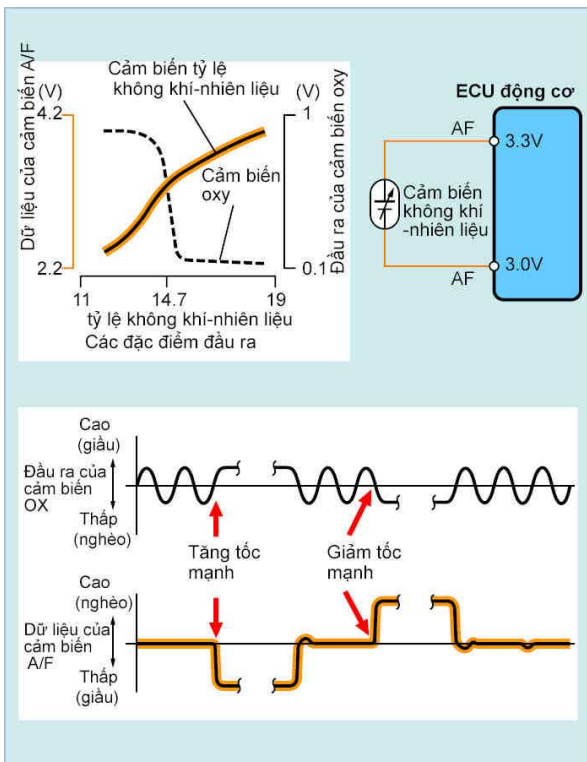 Dữ liệu của cảm biến A/F
(V)
4.2
2.2
Cảm biến tỷ lệ
không khí-nhiên liệu
(V)
1
0.1
Đầu ra của cảm biến oxy
Cảm biến
oxy
11
14.7
19
tỷ lệ không khí-nhiên liệu
Các đặc điểm đầu ra
ECU động cơ
AF
3.3V
Cảm biến
không khí
-nhiên liệu
3.0V
AF
Cao
(giầu)
Đầu ra của
cảm biến
OX
Thấp
(nghèo)
Tăng tốc
mạnh
Giảm tốc
mạnh
Cao
(nghèo)
Dữ liệu của
cảm biến
A/F
Thấp
(giầu)